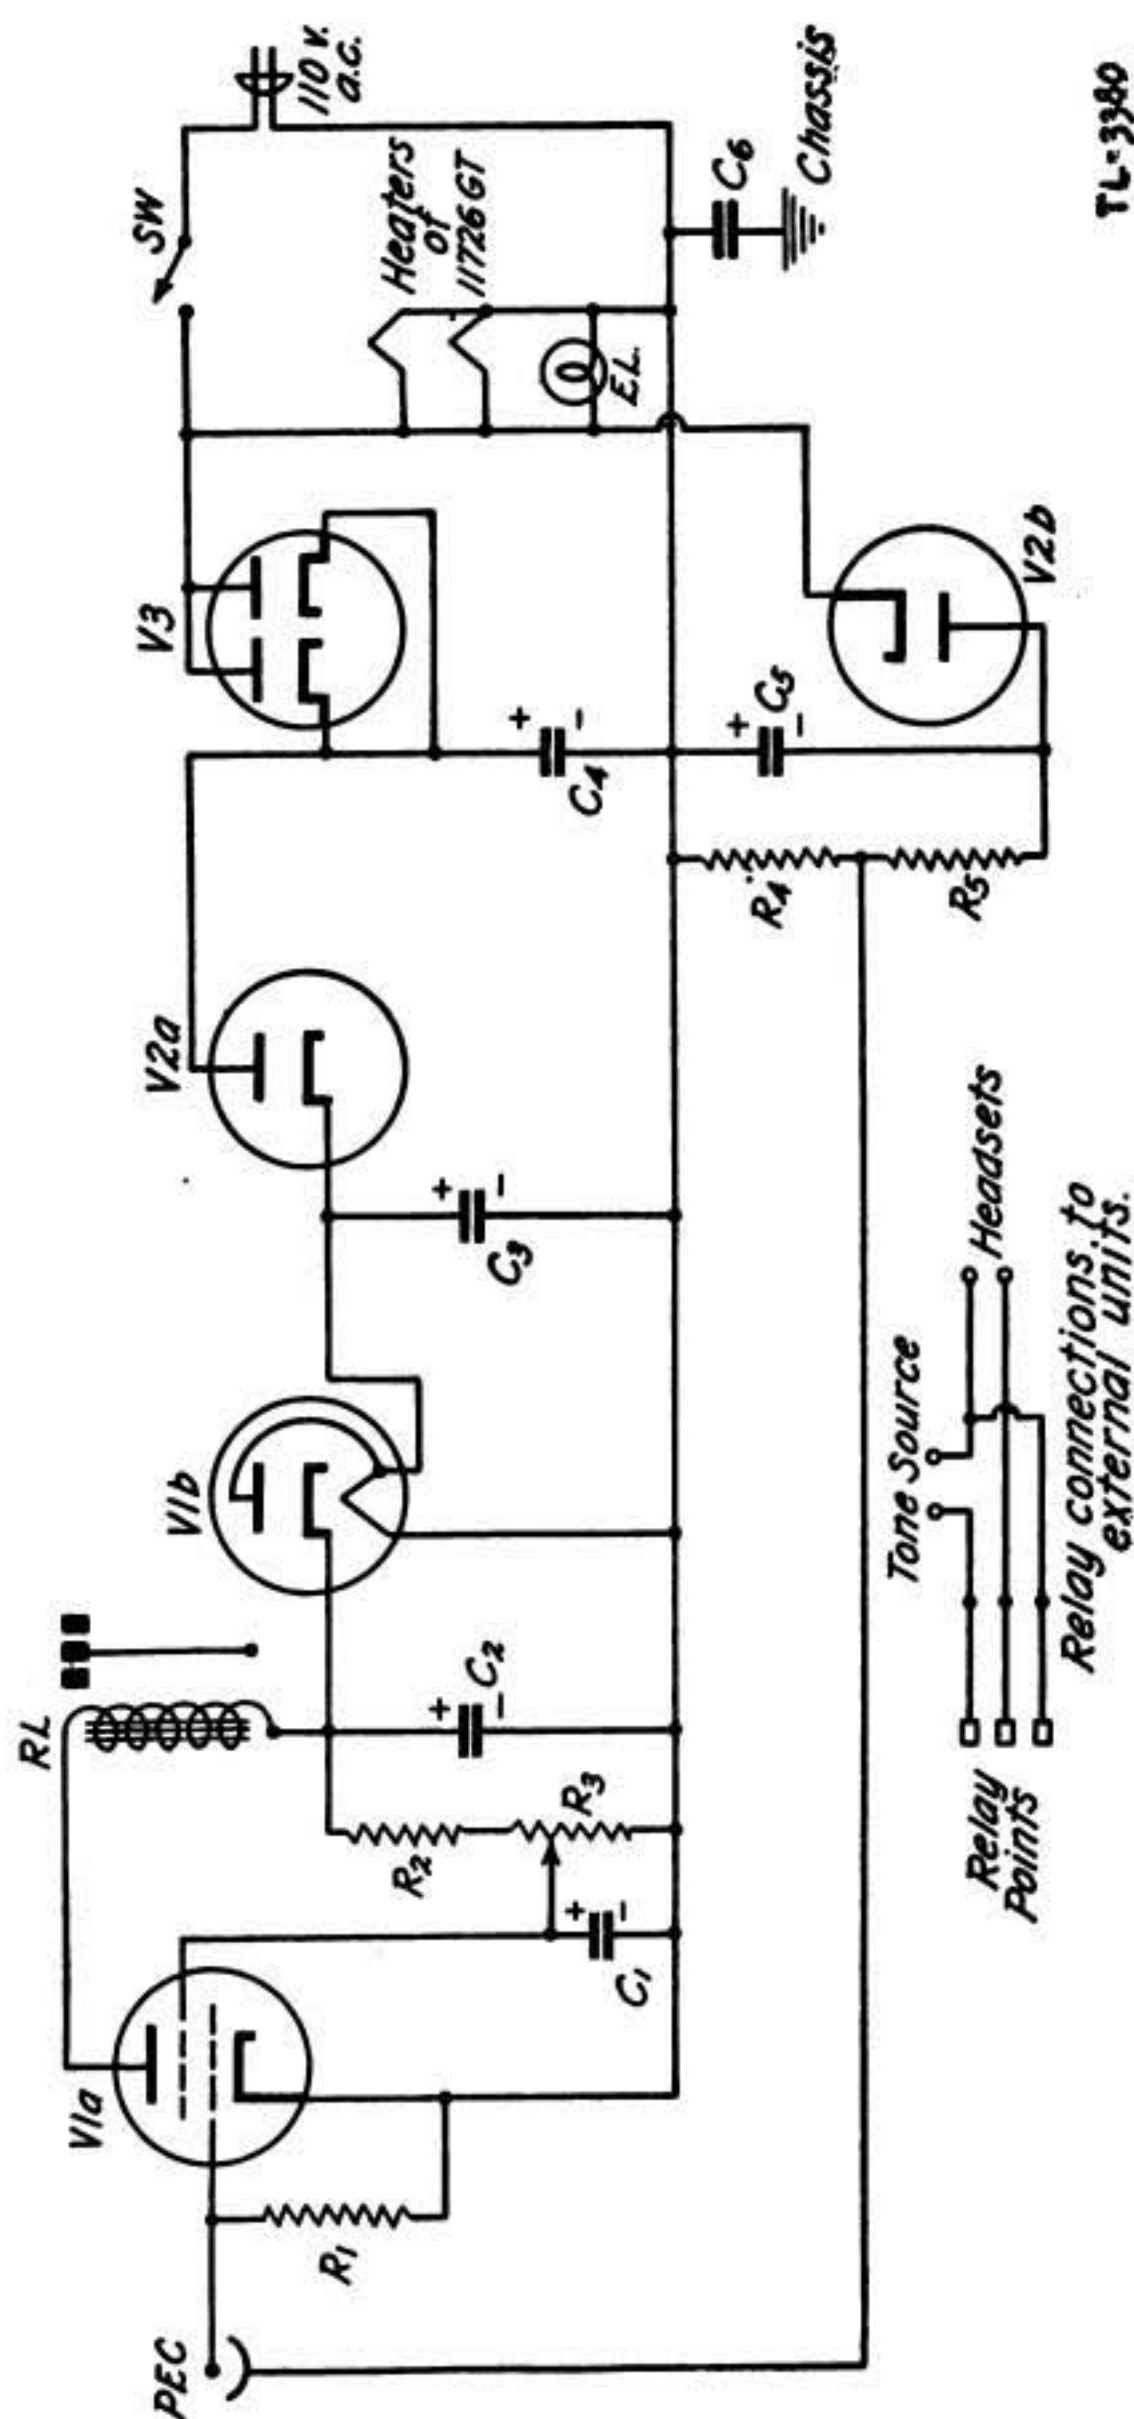 PEC
V1a
RL
V1b
V2a
V3
SW
110 V.
a.c.
Heaters
of
117Z6GT
EL.
C6
Chassis
R1
R2
R3
C1
+
-
C2
+
-
C3
+
-
C4
+
-
C5
+
-
R4
R5
V2b
Tone Source
Headsets
Relay
Points
Relay connections to
external units.
TL-3380